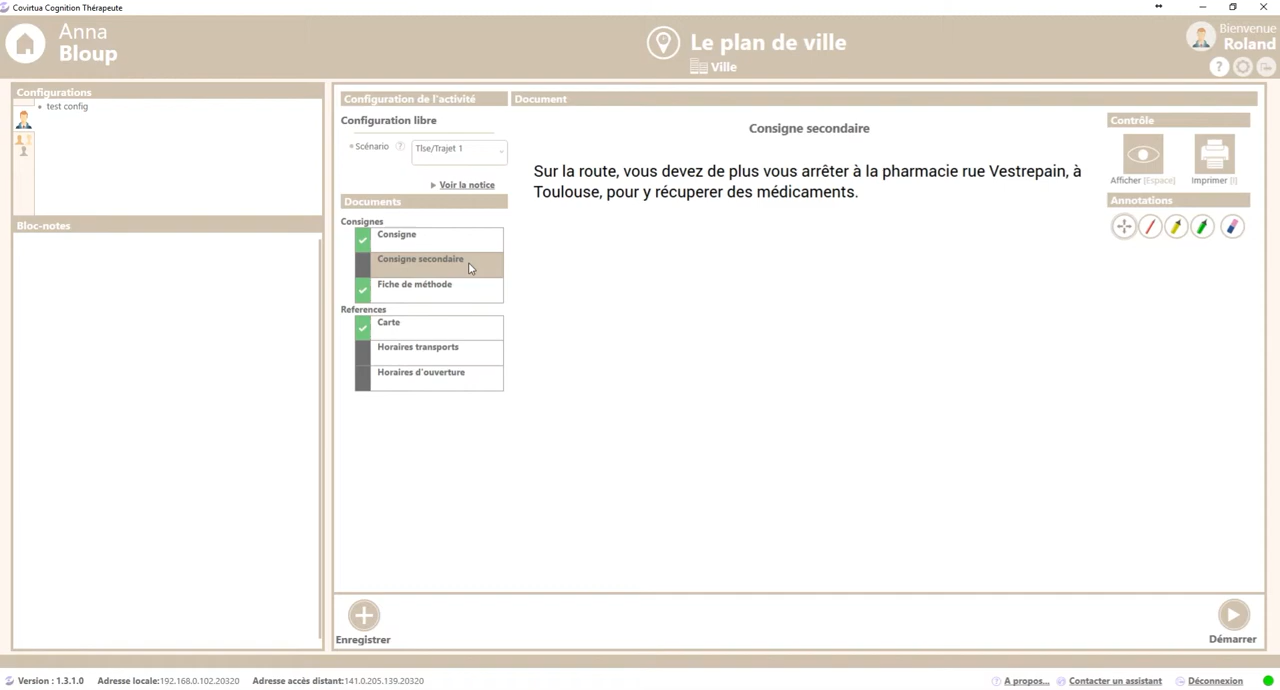 Covirtua Cognition Thérapeute
Anna
Bloup
Le plan de ville
Ville
Bienvenue
Roland
?
Configurations
test config
Bloc-notes
Configuration de l'activité
Configuration libre
Scénario ? Tlse/Trajet 1
Voir la notice
Documents
Consignes
Consigne
Consigne secondaire
Fiche de méthode
References
Carte
Horaires transports
Horaires d'ouverture
Document
Consigne secondaire
Sur la route, vous devez de plus vous arrêter à la pharmacie rue Vestrepain, à
Toulouse, pour y récuperer des médicaments.
Contrôle
Afficher [Espace] Imprimer [I]
Annotations
Enregistrer
Démarrer
Version : 1.3.1.0 Adresse locale:192.168.0.102.20320 Adresse accès distant:141.0.205.139.20320
? A propos... Contacter un assistant Déconnexion